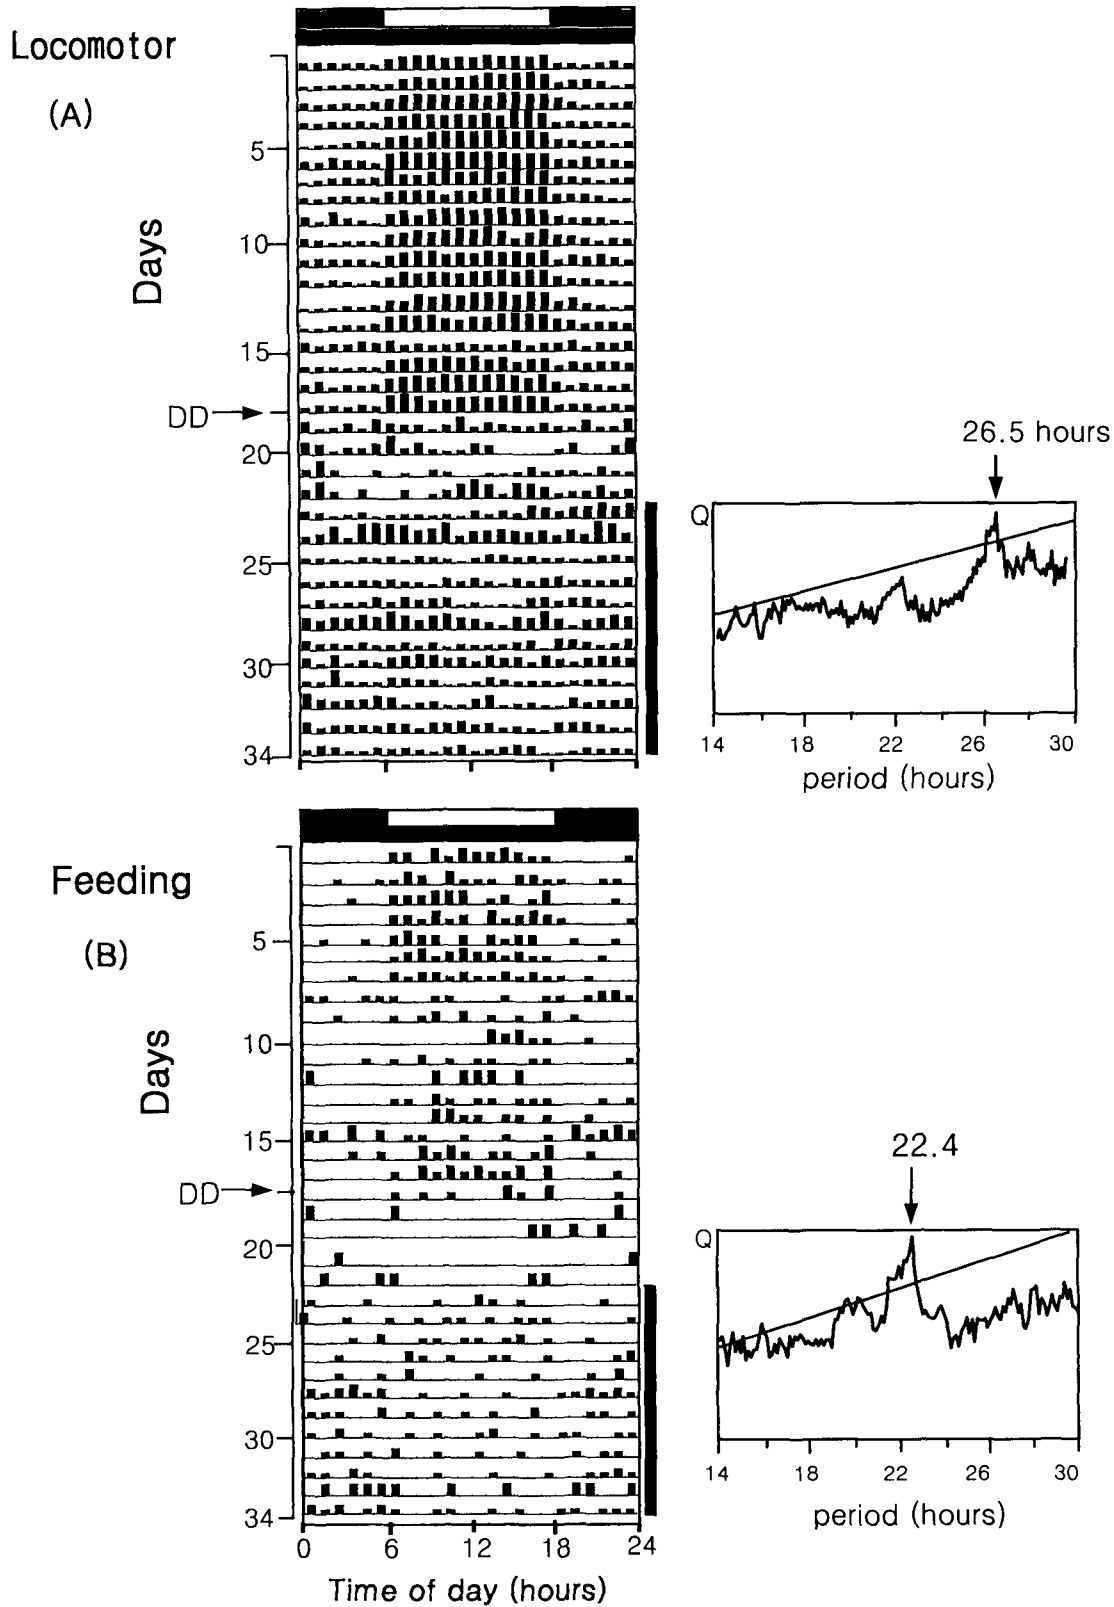 Locomotor
(A)
Days
5
10
15
DD
20
25
30
34
26.5 hours
Q
14 18 22 26 30
period (hours)
Feeding
(B)
Days
5
10
15
DD
20
25
30
34
0 6 12 18 24
Time of day (hours)
22.4
Q
14 18 22 26 30
period (hours)